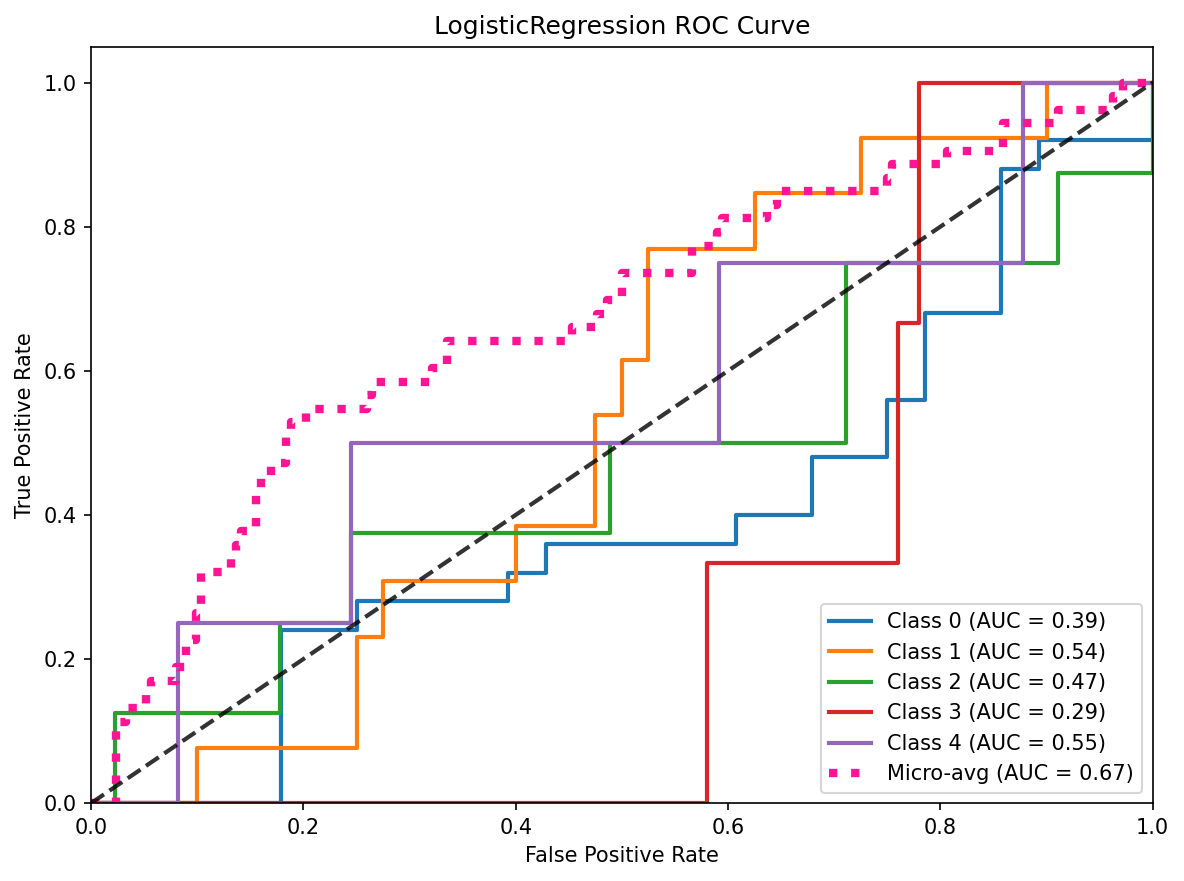 LogisticRegression ROC Curve
True Positive Rate
1.0
0.8
0.6
0.4
0.2
0.0
0.0 0.2 0.4 0.6 0.8 1.0
False Positive Rate
Class 0 (AUC = 0.39)
Class 1 (AUC = 0.54)
Class 2 (AUC = 0.47)
Class 3 (AUC = 0.29)
Class 4 (AUC = 0.55)
Micro-avg (AUC = 0.67)